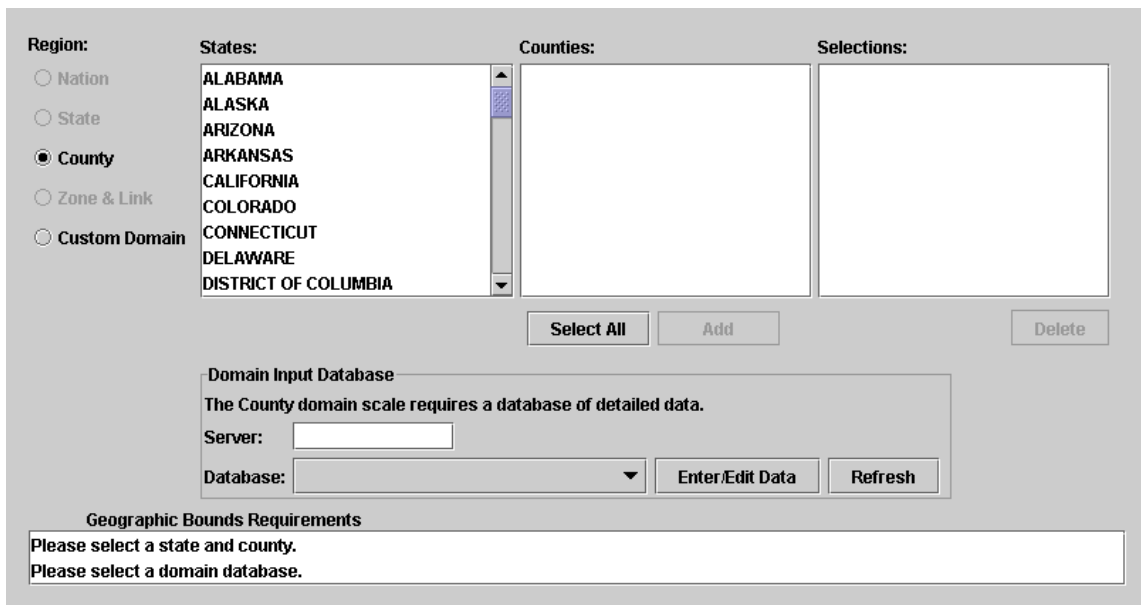 Region:
Nation
State
County
Zone & Link
Custom Domain
States:
ALABAMA
ALASKA
ARIZONA
ARKANSAS
CALIFORNIA
COLORADO
CONNECTICUT
DELAWARE
DISTRICT OF COLUMBIA
Counties:
Selections:
Select All
Add
Delete
Domain Input Database
The County domain scale requires a database of detailed data.
Server:
Database:
Enter/Edit Data
Refresh
Geographic Bounds Requirements
Please select a state and county.
Please select a domain database.